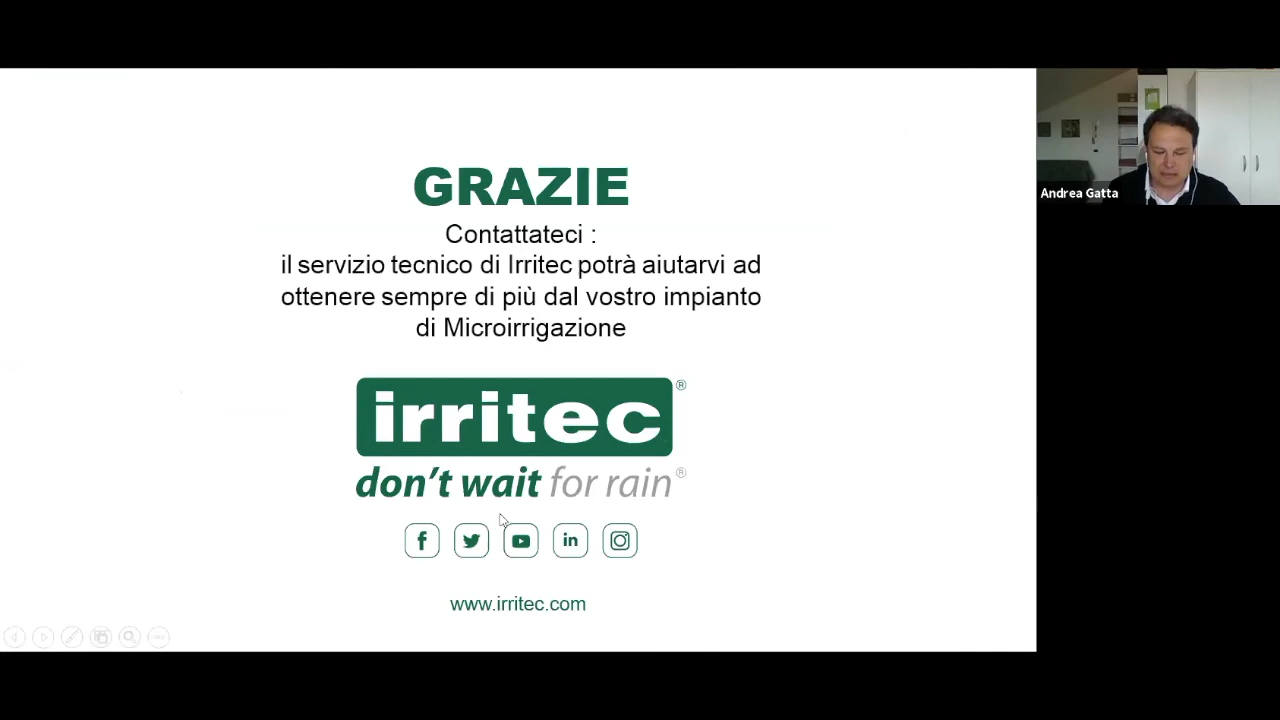 GRAZIE
Contattateci :
il servizio tecnico di Irritec potrà aiutarvi ad
ottenere sempre di più dal vostro impianto
di Microirrigazione
irritec®
don't wait for rain®
www.irritec.com
Andrea Gatta